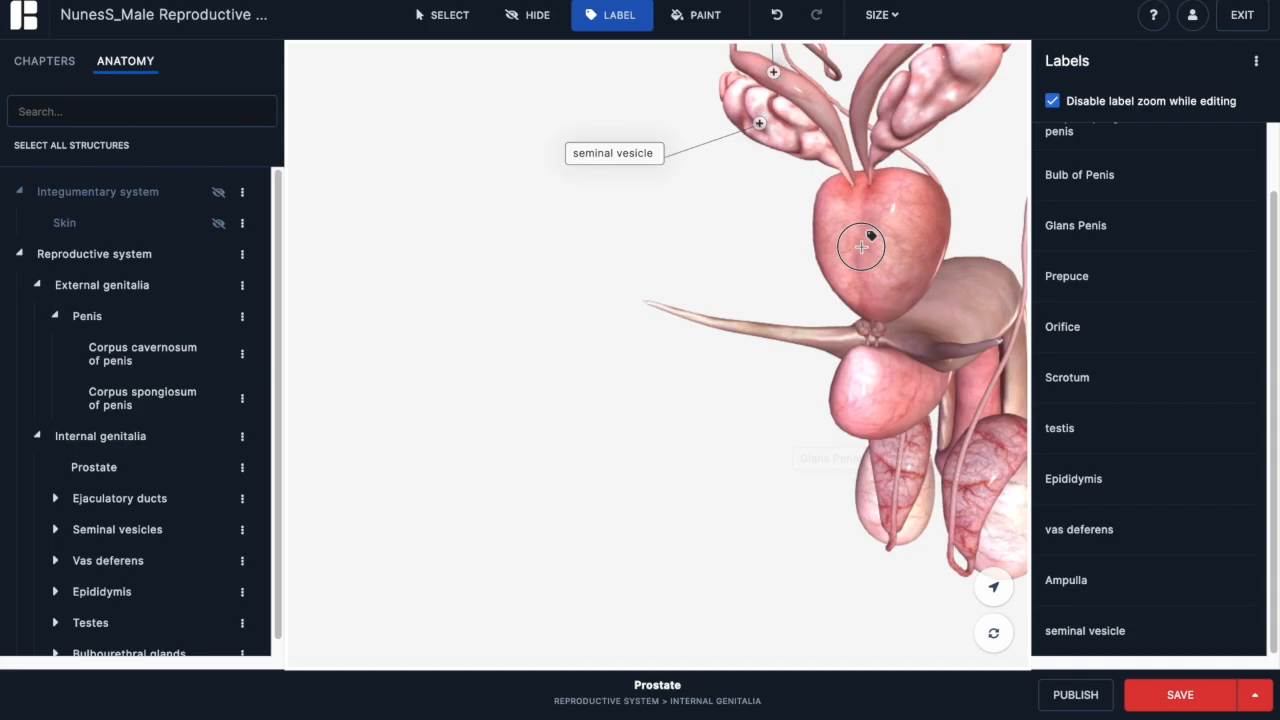 NunesS_Male Reproductive ...
SELECT
HIDE
LABEL
PAINT
SIZE
?
EXIT
CHAPTERS
ANATOMY
Search...
SELECT ALL STRUCTURES
Integumentary system
Skin
Reproductive system
External genitalia
Penis
Corpus cavernosum
of penis
Corpus spongiosum
of penis
Internal genitalia
Prostate
Ejaculatory ducts
Seminal vesicles
Vas deferens
Epididymis
Testes
Bulbourethral glands
seminal vesicle
Glans Penis
Labels
Disable label zoom while editing
penis
Bulb of Penis
Glans Penis
Prepuce
Orifice
Scrotum
testis
Epididymis
vas deferens
Ampulla
seminal vesicle
Prostate
REPRODUCTIVE SYSTEM > INTERNAL GENITALIA
PUBLISH
SAVE